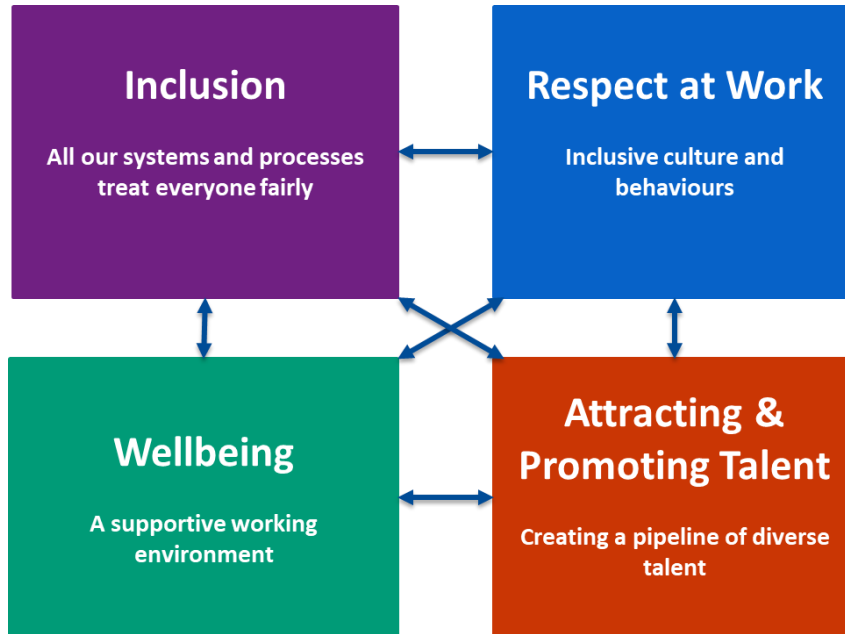 Inclusion
All our systems and processes
treat everyone fairly
Respect at Work
Inclusive culture and
behaviours
Wellbeing
A supportive working
environment
Attracting &
Promoting Talent
Creating a pipeline of diverse
talent